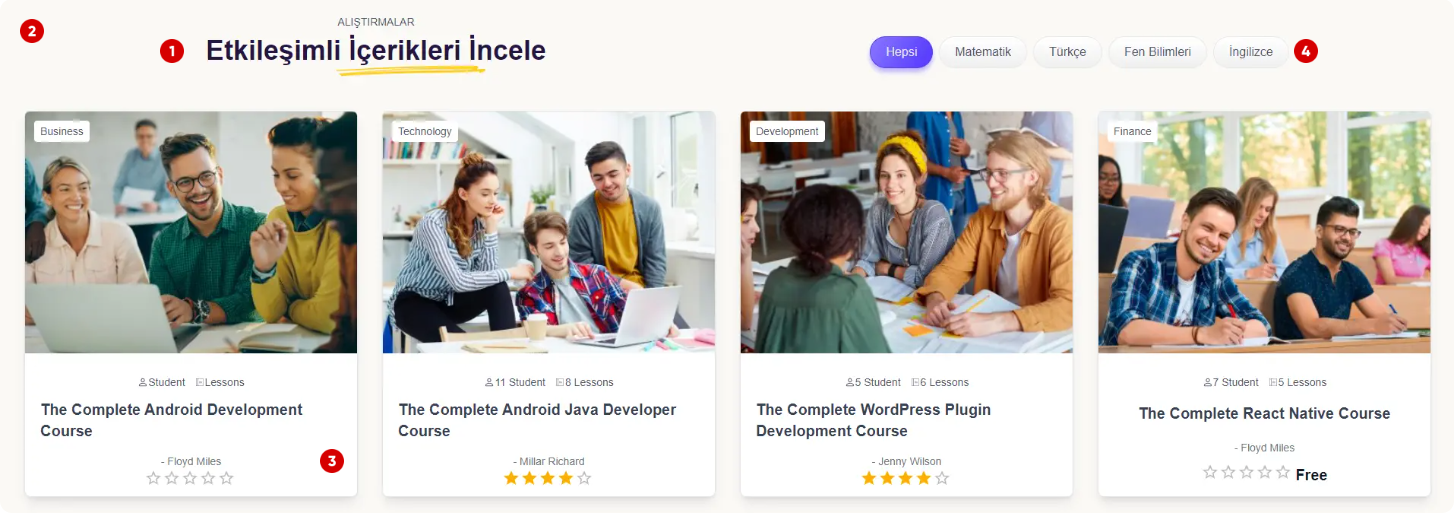 2
ALIŞTIRMALAR
1
Etkileşimli İçerikleri İncele
Hepsi
Matematik
Türkçe
Fen Bilimleri
İngilizce
4
Business
Technology
Development
Finance
Student Lessons
11 Student 8 Lessons
5 Student 6 Lessons
7 Student 5 Lessons
The Complete Android Development
Course
The Complete Android Java Developer
Course
The Complete WordPress Plugin
Development Course
The Complete React Native Course
- Floyd Miles
3
- Millar Richard
- Jenny Wilson
- Floyd Miles
Free